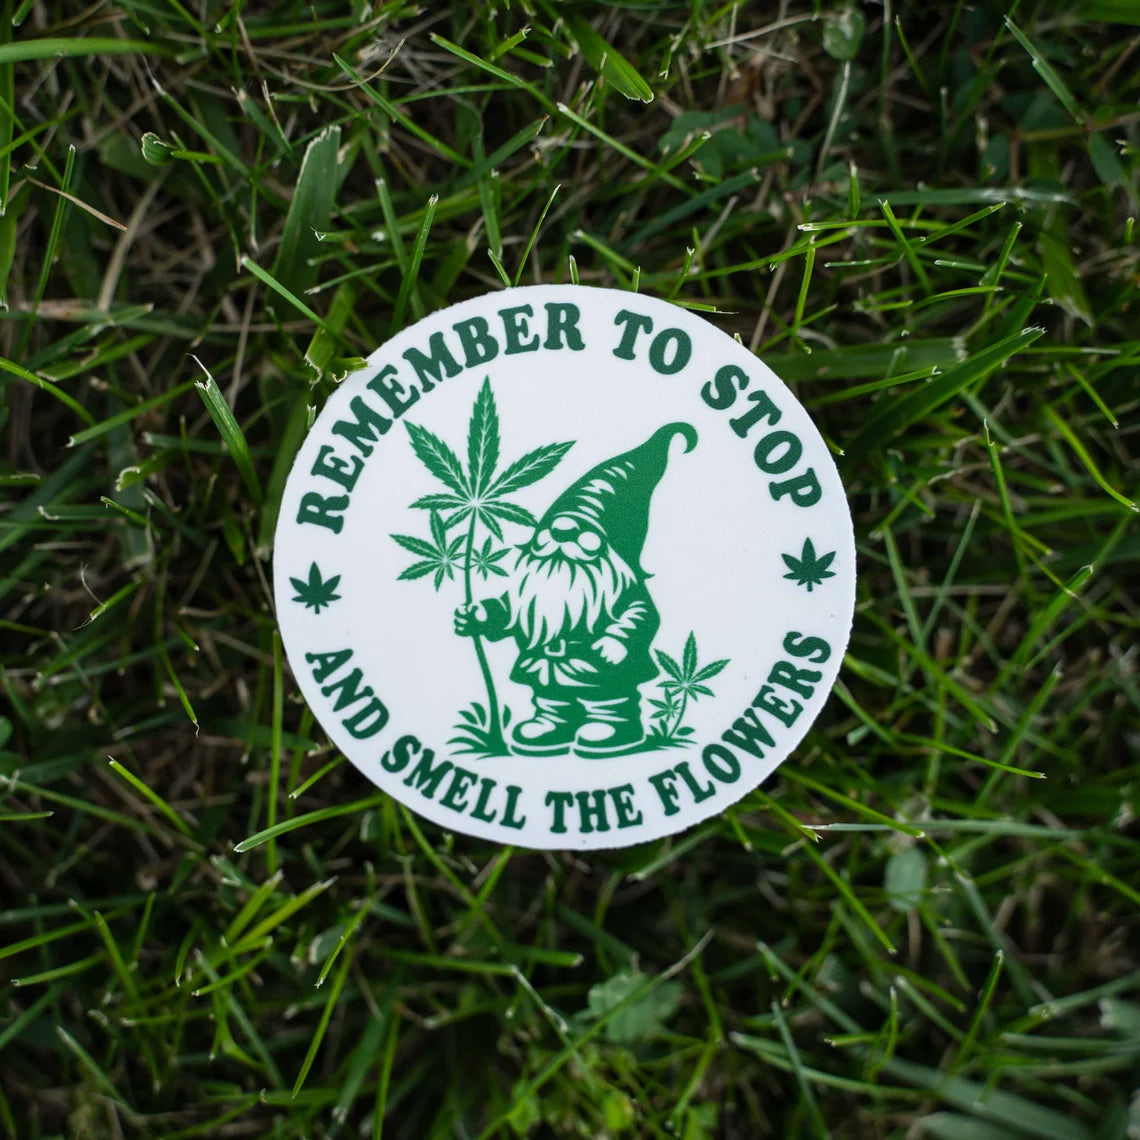 REMEMBER TO STOP
AND SMELL THE FLOWERS